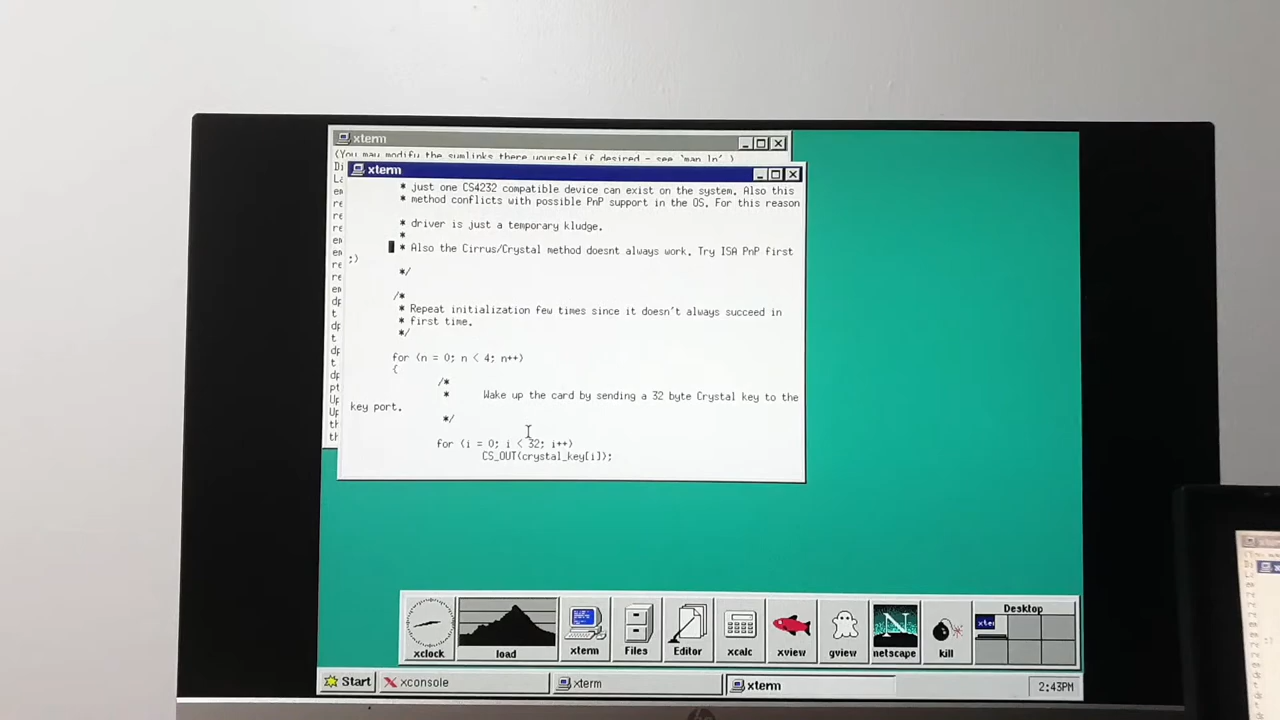 xterm
(You may modify the symlinks there yourself if desired - see `man ln'.)
xterm
* just one CS4232 compatible device can exist on the system. Also this
* method conflicts with possible PnP support in the OS. For this reason
* driver is just a temporary kludge.
*
* Also the Cirrus/Crystal method doesnt always work. Try ISA PnP first
;)
*/
/*
* Repeat initialization few times since it doesn't always succeed in
* first time.
*/
for (n = 0; n < 4; n++)
{
/*
* Wake up the card by sending a 32 byte Crystal key to the
key port.
*/
for (i = 0; i < 32; i++)
CS_OUT(crystal_key[i]);
xclock
load
xterm
Files
Editor
xcalc
xview
gview
N
netscape
kill
Desktop
xter
Start
X xconsole
xterm
xterm
2:43PM